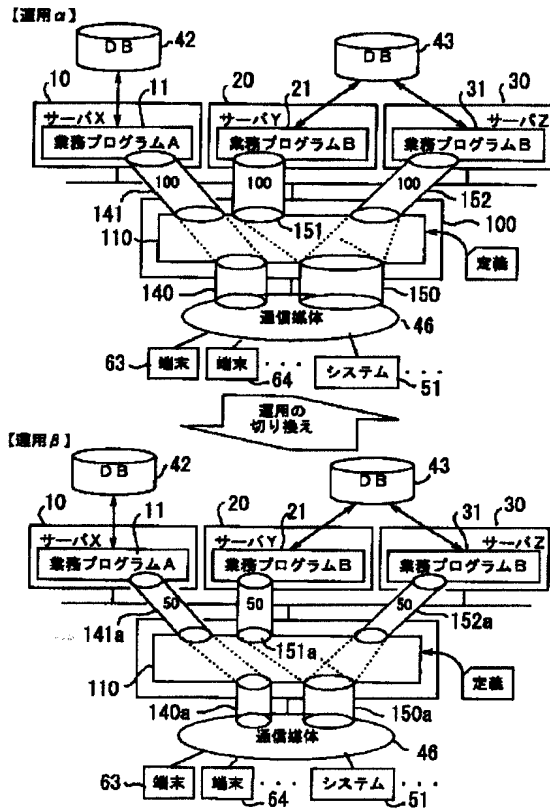 【運用α】
DB 42
DB 43
10 11 20 21 31 30
サーバX サーバY サーバZ
業務プログラムA 業務プログラムB 業務プログラムB
100 100 100
141 151 152 100
110
定義
140 150
通信媒体 46
63 端末 端末 ・・・ システム ・・・
64 51
運用の
切り換え
【運用β】
DB 42
DB 43
10 11 20 21 31 30
サーバX サーバY サーバZ
業務プログラムA 業務プログラムB 業務プログラムB
50 50 50
141a 151a 152a
110
定義
140a 150a
通信媒体 46
63 端末 端末 ・・・ システム ・・・
64 51